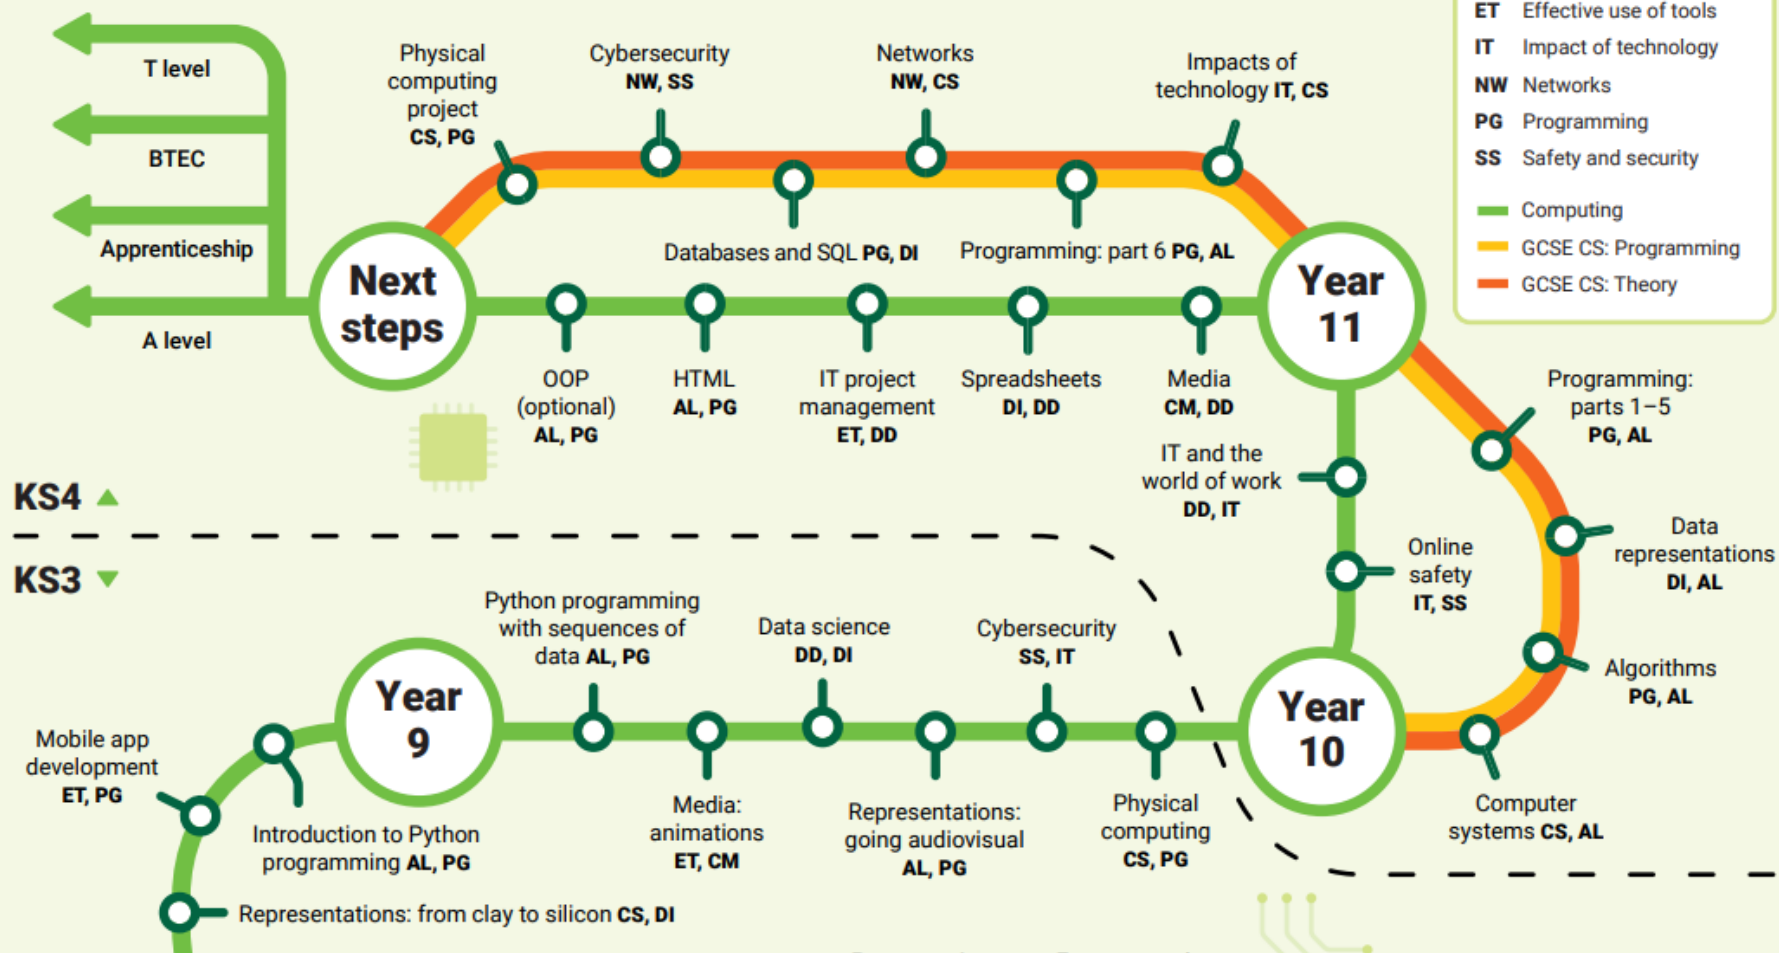 T level
BTEC
Apprenticeship
A level
Next
steps
Physical
computing
project
CS, PG
Cybersecurity
NW, SS
Networks
NW, CS
Impacts of
technology IT, CS
Databases and SQL PG, DI
Programming: part 6 PG, AL
Year
11
ET Effective use of tools
IT Impact of technology
NW Networks
PG Programming
SS Safety and security
Computing
GCSE CS: Programming
GCSE CS: Theory
OOP
(optional)
AL, PG
HTML
AL, PG
IT project
management
ET, DD
Spreadsheets
DI, DD
Media
CM, DD
Programming:
parts 1–5
PG, AL
IT and the
world of work
DD, IT
Data
representations
DI, AL
Online
safety
IT, SS
Algorithms
PG, AL
Computer
systems CS, AL
KS4
KS3
Year
10
Python programming
with sequences of
data AL, PG
Data science
DD, DI
Cybersecurity
SS, IT
Media:
animations
ET, CM
Representations:
going audiovisual
AL, PG
Physical
computing
CS, PG
Year
9
Mobile app
development
ET, PG
Introduction to Python
programming AL, PG
Representations: from clay to silicon CS, DI